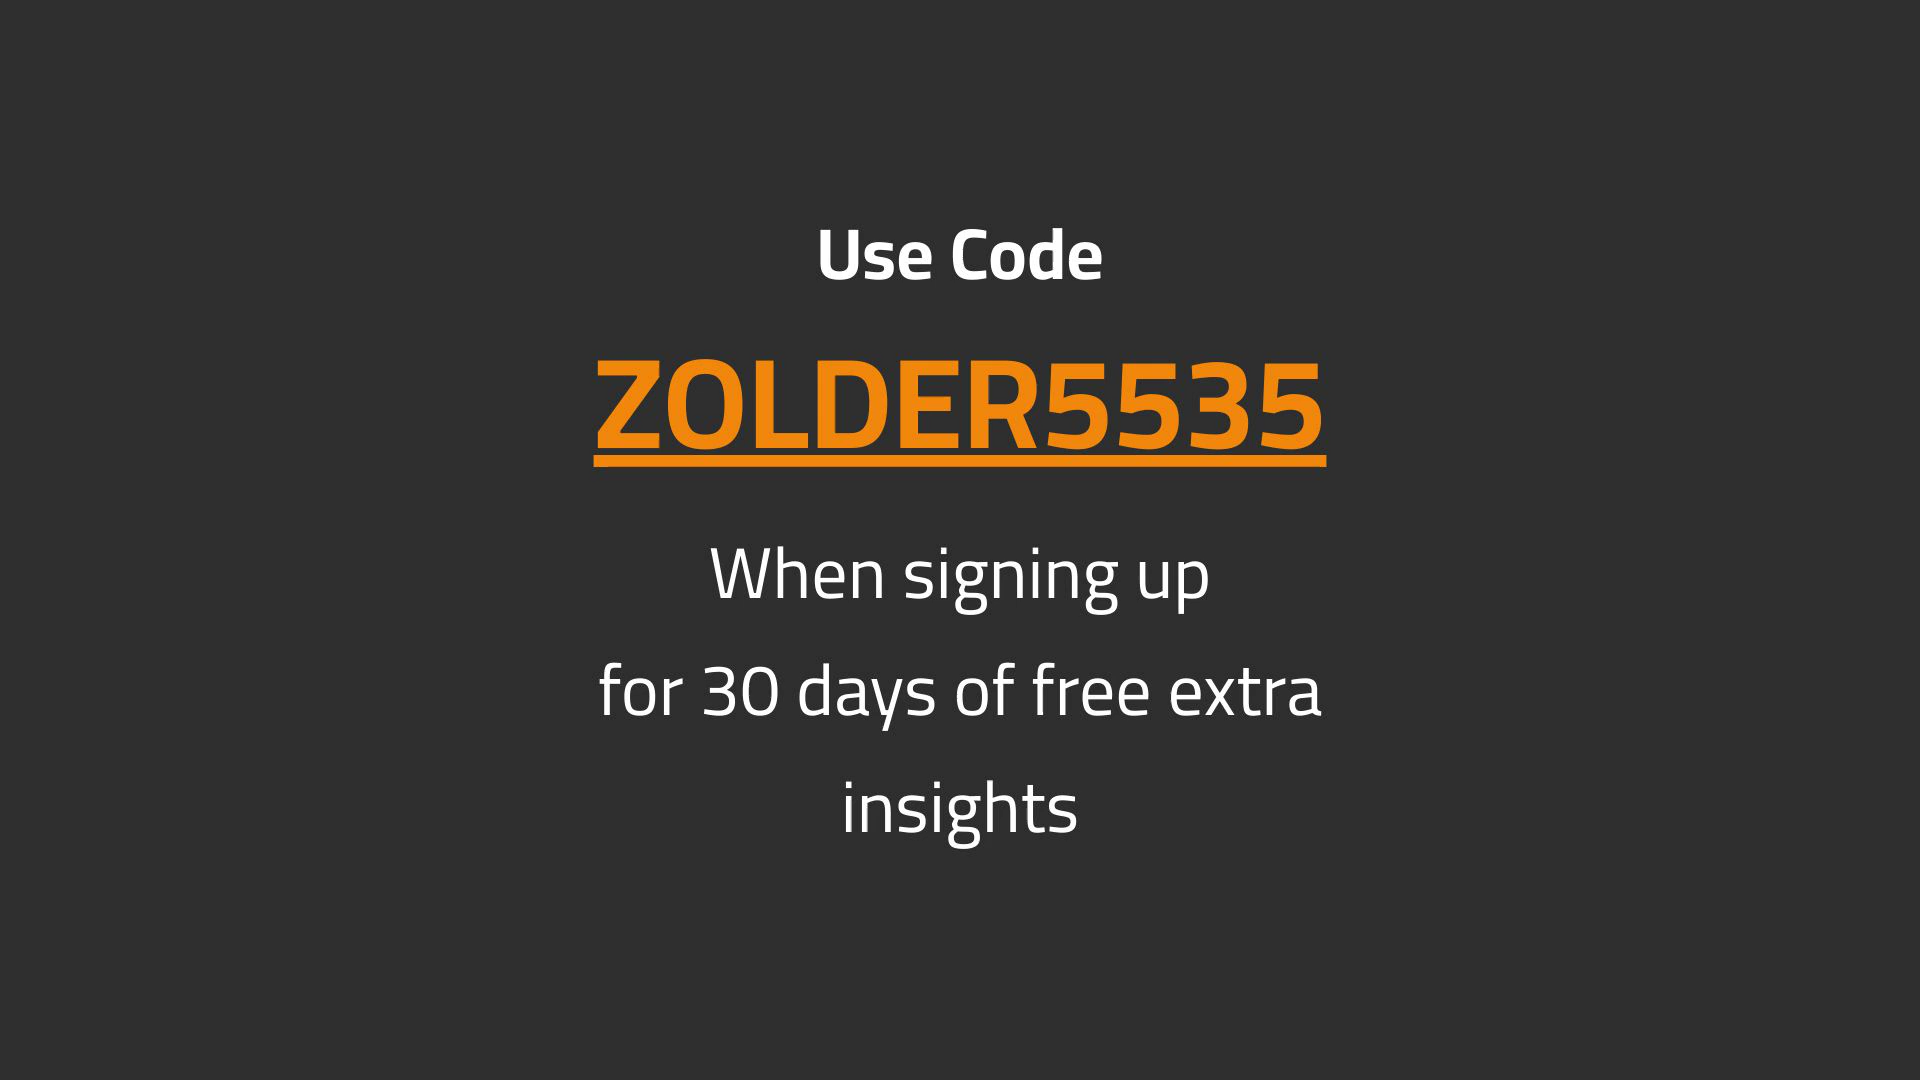 Use Code
ZOLDER5535
When signing up
for 30 days of free extra
insights